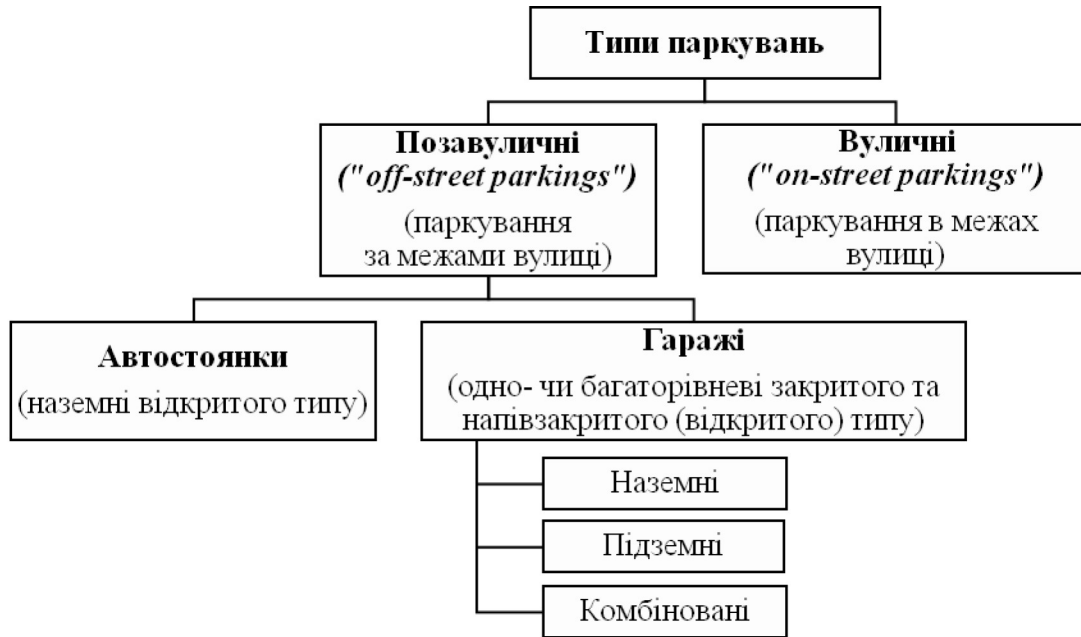 Типи паркувань
Позавуличні
("off-street parkings")
(паркування
за межами вулиці)
Вуличні
("on-street parkings")
(паркування в межах
вулиці)
Автостоянки
(наземні відкритого типу)
Гаражі
(одно- чи багаторівневі закритого та
напівзакритого (відкритого) типу)
Наземні
Підземні
Комбіновані